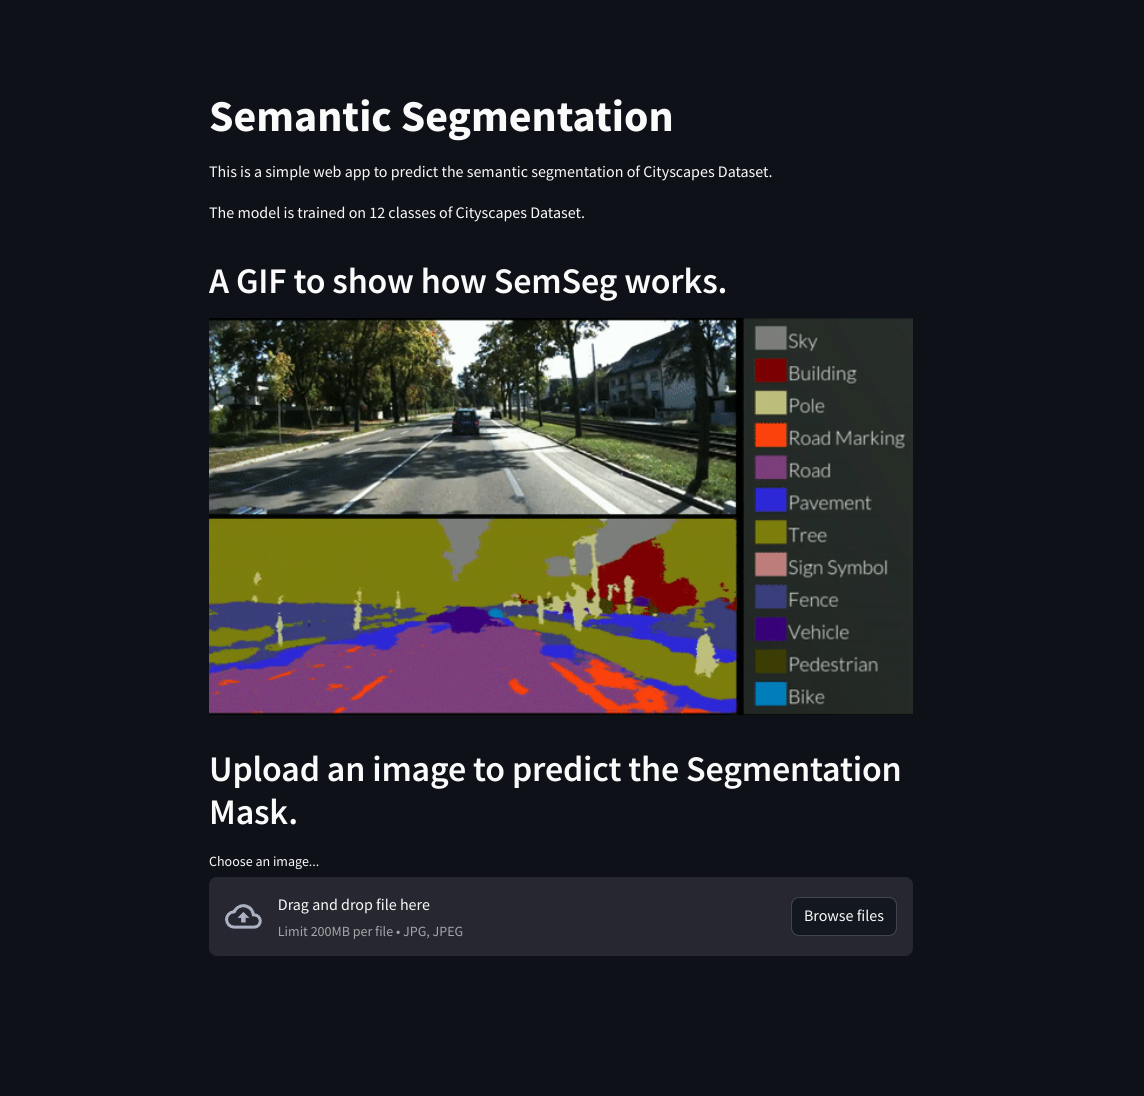 Semantic Segmentation
This is a simple web app to predict the semantic segmentation of Cityscapes Dataset.
The model is trained on 12 classes of Cityscapes Dataset.
A GIF to show how SemSeg works.
Sky
Building
Pole
Road Marking
Road
Pavement
Tree
Sign Symbol
Fence
Vehicle
Pedestrian
Bike
Upload an image to predict the Segmentation
Mask.
Choose an image...
Drag and drop file here
Limit 200MB per file • JPG, JPEG
Browse files